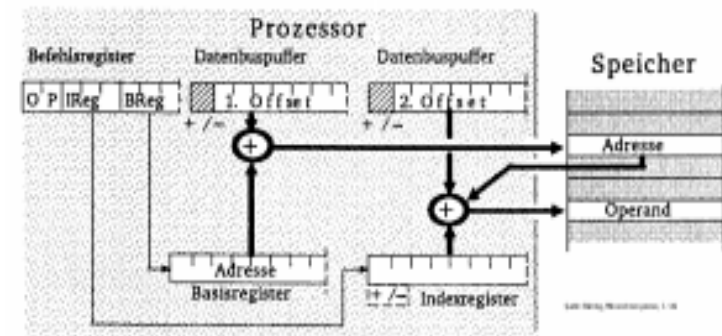 Prozessor
Befehlsregister
Datenbuspuffer
Datenbuspuffer
Speicher
O P IReg BReg
1. Offset
2. Offset
+ /−
+ /−
+
Adresse
+
Operand
Adresse
Basisregister
+ /−
Indexregister